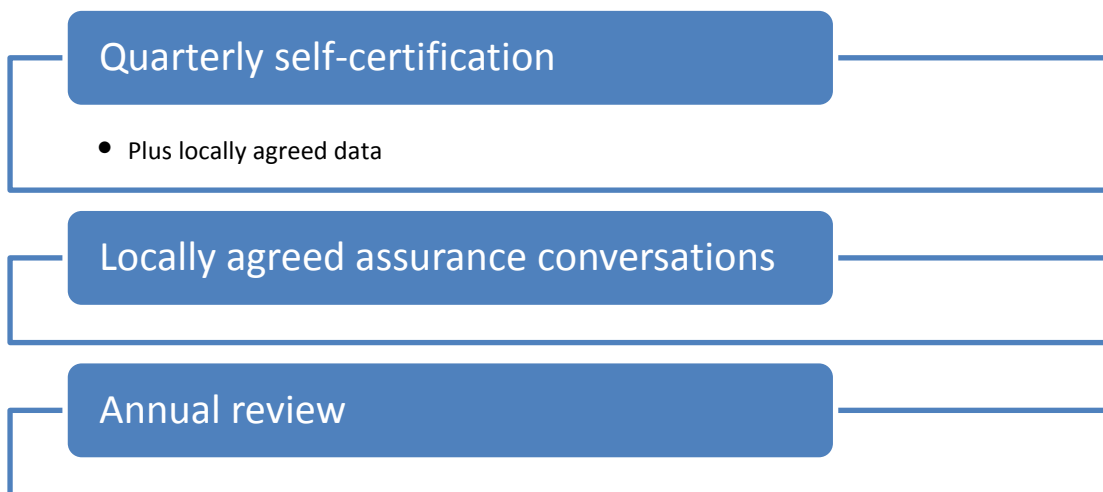 Quarterly self-certification
• Plus locally agreed data
Locally agreed assurance conversations
Annual review